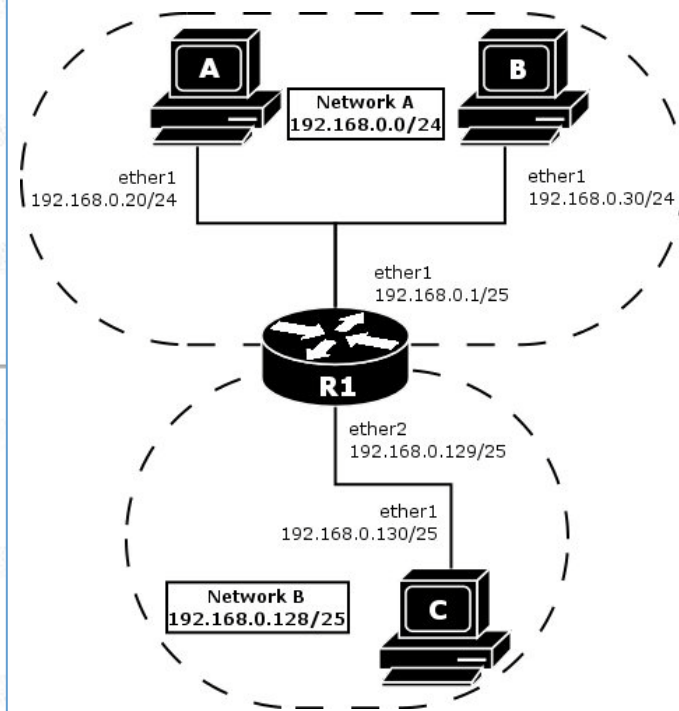 A
B
Network A
192.168.0.0/24
ether1
192.168.0.20/24
ether1
192.168.0.30/24
ether1
192.168.0.1/25
R1
ether2
192.168.0.129/25
ether1
192.168.0.130/25
Network B
192.168.0.128/25
C